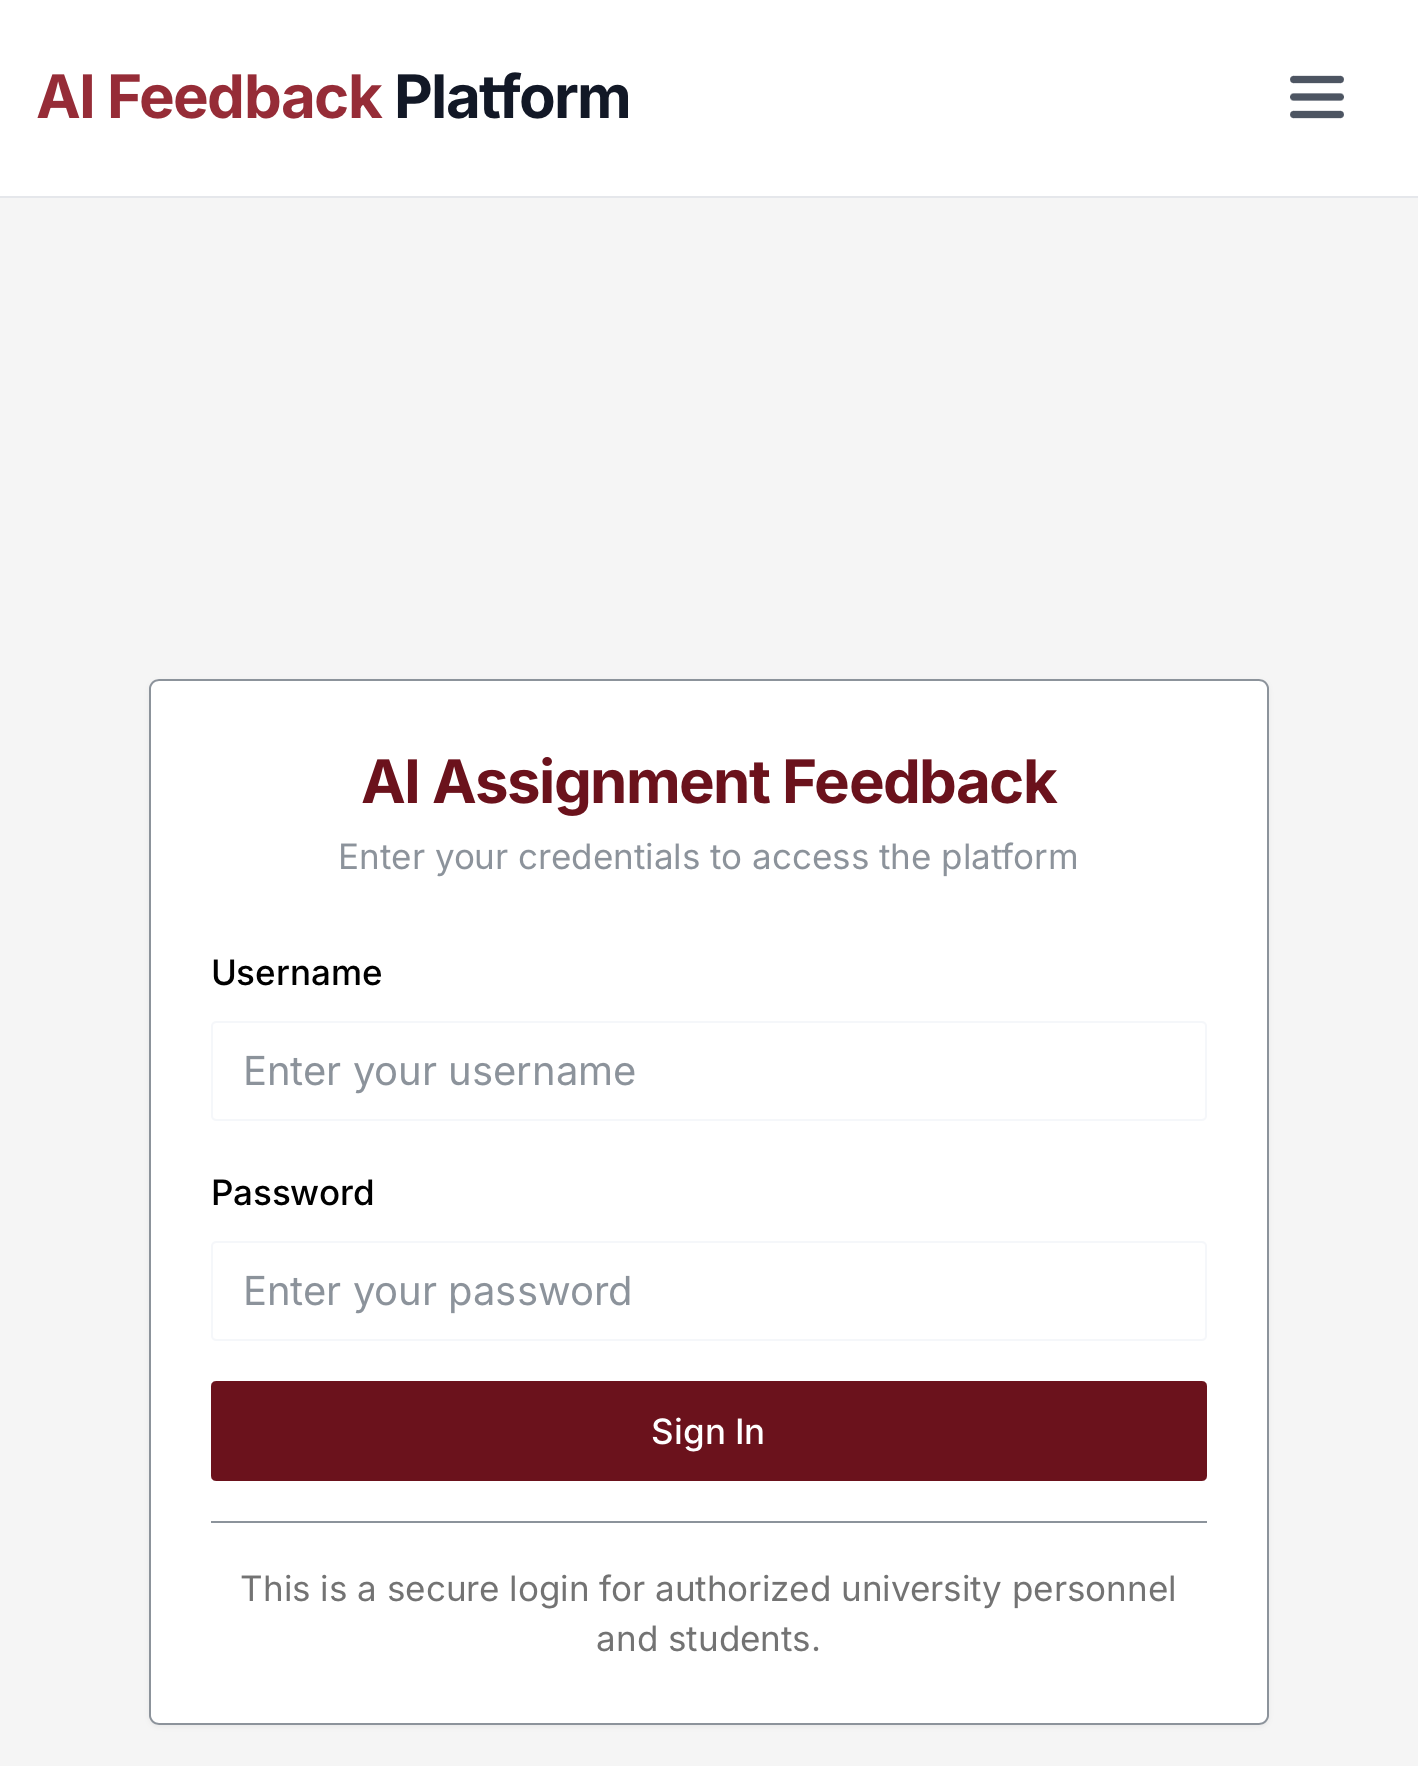 AI Feedback Platform
AI Assignment Feedback
Enter your credentials to access the platform
Username
Enter your username
Password
Enter your password
Sign In
This is a secure login for authorized university personnel
and students.